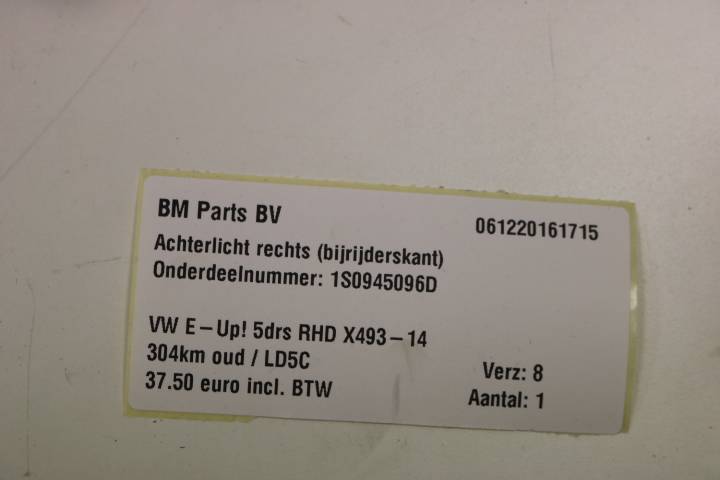 BM Parts BV
061220161715
Achterlicht rechts (bijrijderskant)
Onderdeelnummer: 1S0945096D
VW E-Up! 5drs RHD X493-14
304km oud / LD5C
Verz: 8
37.50 euro incl. BTW
Aantal: 1